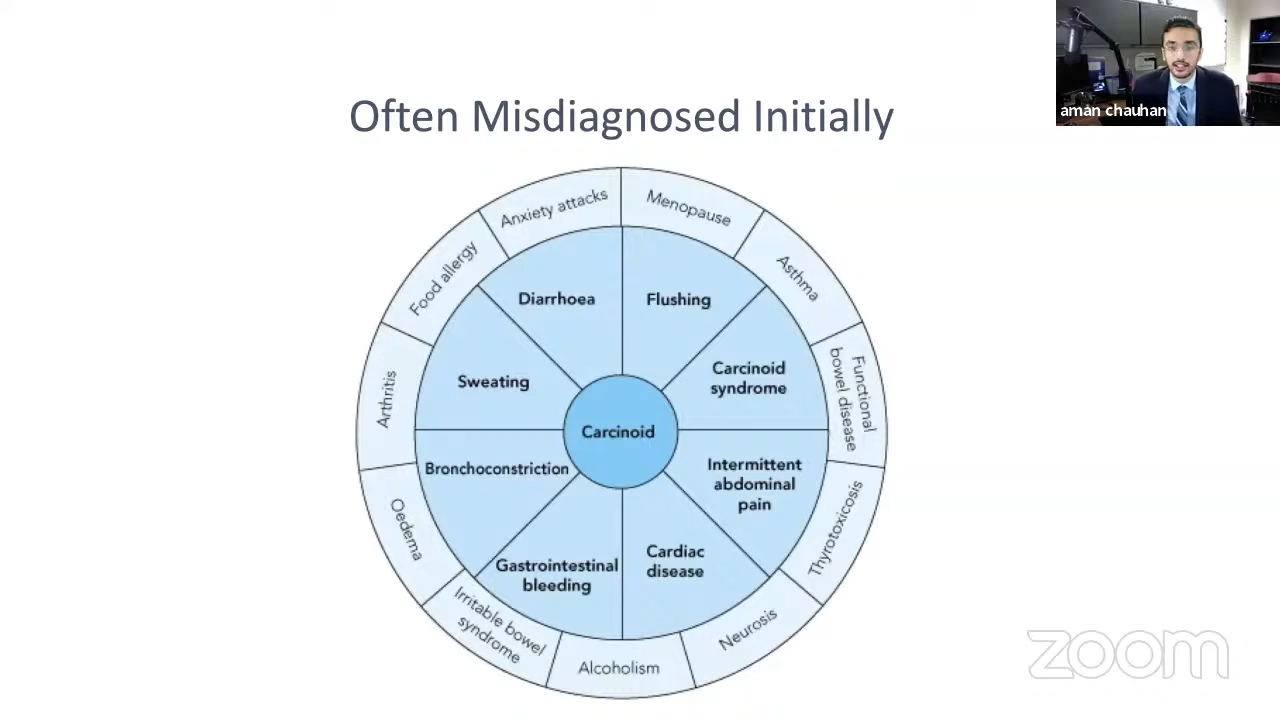 Often Misdiagnosed Initially
aman chauhan
Anxiety attacks
Menopause
Asthma
Functional
bowel disease
Thyrotoxicosis
Neurosis
Alcoholism
Irritable bowel
syndrome
Oedema
Arthritis
Food allergy
Diarrhoea
Flushing
Carcinoid
syndrome
Intermittent
abdominal
pain
Cardiac
disease
Gastrointestinal
bleeding
Bronchoconstriction
Sweating
Carcinoid
zoom